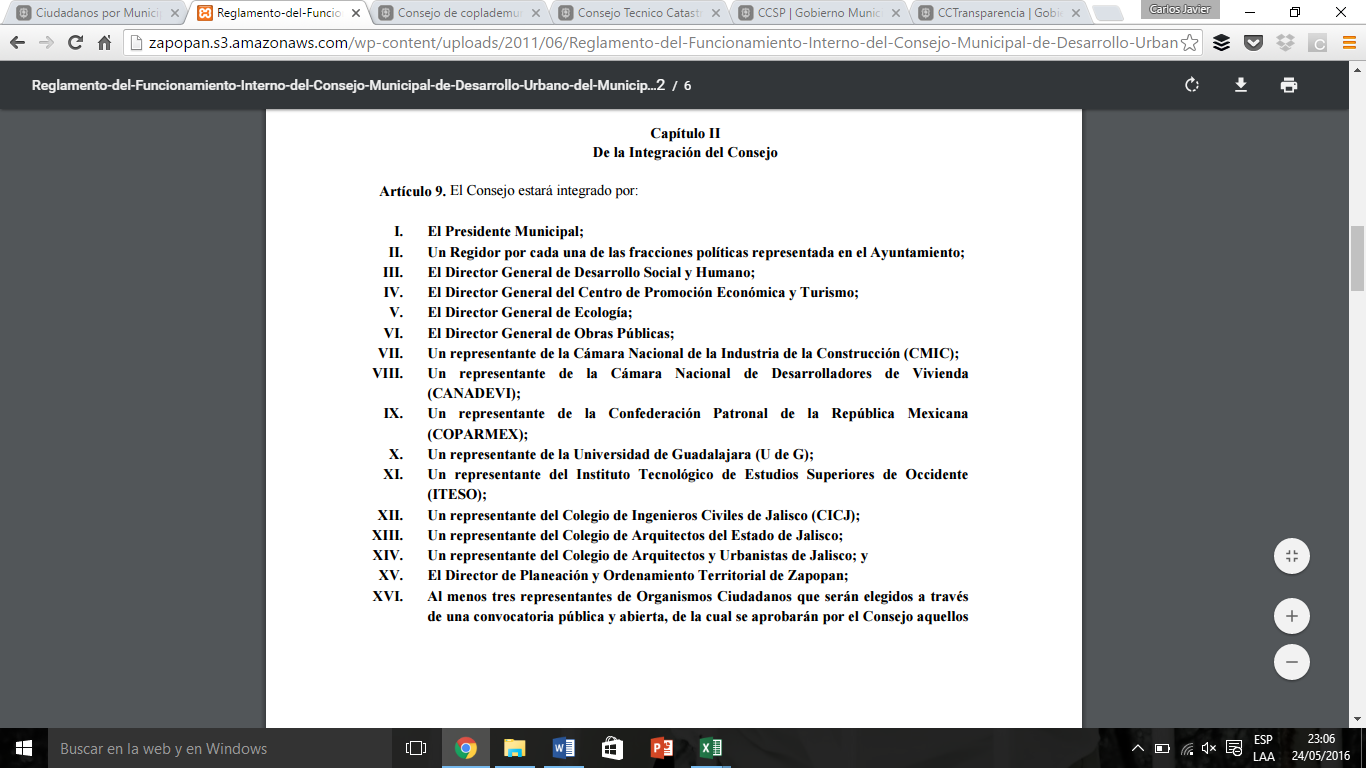 Ciudadanos por Munici
Reglamento-del-Funcio
Consejo de coplademu
Consejo Tecnico Catast
CCSP | Gobierno Munic
CCTransparencia | Gobi
Carlos Javier
zapopan.s3.amazonaws.com/wp-content/uploads/2011/06/Reglamento-del-Funcionamiento-Interno-del-Consejo-Municipal-de-Desarrollo-Urban
Reglamento-del-Funcionamiento-Interno-del-Consejo-Municipal-de-Desarrollo-Urbano-del-Municip...2 / 6
Capítulo II
De la Integración del Consejo
Artículo 9. El Consejo estará integrado por:
I. El Presidente Municipal;
II. Un Regidor por cada una de las fracciones políticas representada en el Ayuntamiento;
III. El Director General de Desarrollo Social y Humano;
IV. El Director General del Centro de Promoción Económica y Turismo;
V. El Director General de Ecología;
VI. El Director General de Obras Públicas;
VII. Un representante de la Cámara Nacional de la Industria de la Construcción (CMIC);
VIII. Un representante de la Cámara Nacional de Desarrolladores de Vivienda
(CANADEVI);
IX. Un representante de la Confederación Patronal de la República Mexicana
(COPARMEX);
X. Un representante de la Universidad de Guadalajara (U de G);
XI. Un representante del Instituto Tecnológico de Estudios Superiores de Occidente
(ITESO);
XII. Un representante del Colegio de Ingenieros Civiles de Jalisco (CICJ);
XIII. Un representante del Colegio de Arquitectos del Estado de Jalisco;
XIV. Un representante del Colegio de Arquitectos y Urbanistas de Jalisco; y
XV. El Director de Planeación y Ordenamiento Territorial de Zapopan;
XVI. Al menos tres representantes de Organismos Ciudadanos que serán elegidos a través
de una convocatoria pública y abierta, de la cual se aprobarán por el Consejo aquellos
Buscar en la web y en Windows
ESP
LAA
23:06
24/05/2016